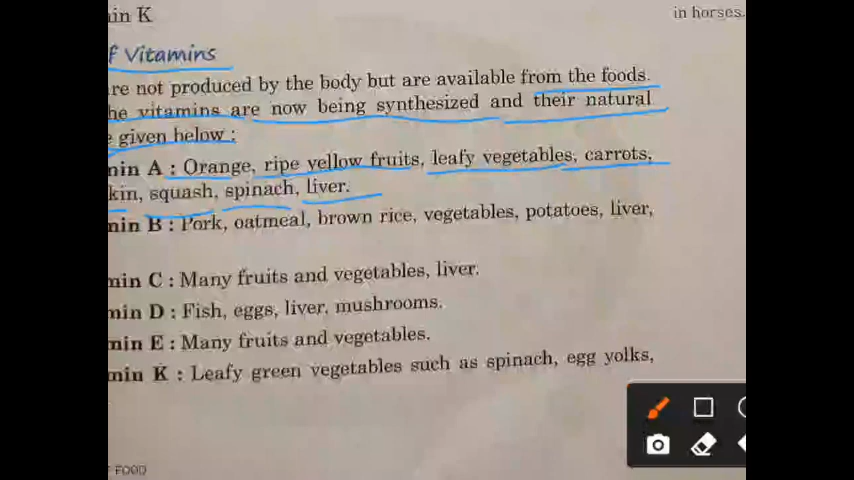 in K
in horses.
f Vitamins
re not produced by the body but are available from the foods.
he vitamins are now being synthesized and their natural
e given below :
min A : Orange, ripe yellow fruits, leafy vegetables, carrots,
kin, squash, spinach, liver.
min B : Pork, oatmeal, brown rice, vegetables, potatoes, liver,
min C : Many fruits and vegetables, liver.
min D : Fish, eggs, liver, mushrooms.
min E : Many fruits and vegetables.
min K : Leafy green vegetables such as spinach, egg yolks,
FOOD